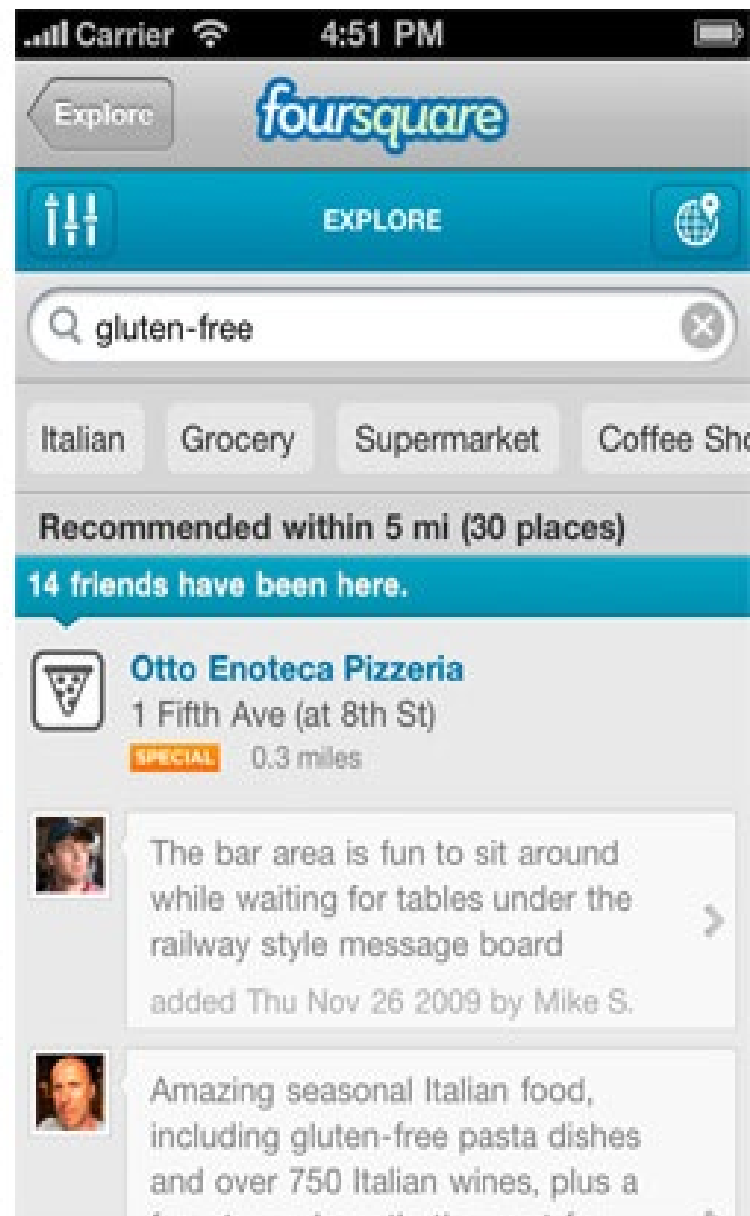 Carrier 4:51 PM
Explore foursquare
EXPLORE
gluten-free
Italian Grocery Supermarket Coffee Sho
Recommended within 5 mi (30 places)
14 friends have been here.
Otto Enoteca Pizzeria
1 Fifth Ave (at 8th St)
SPECIAL 0.3 miles
The bar area is fun to sit around
while waiting for tables under the
railway style message board
added Thu Nov 26 2009 by Mike S.
Amazing seasonal Italian food,
including gluten-free pasta dishes
and over 750 Italian wines, plus a